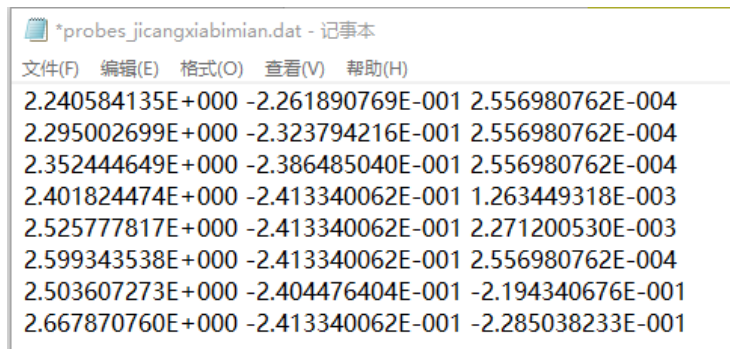 *probes_jicangxiabimian.dat - 记事本
文件(F) 编辑(E) 格式(O) 查看(V) 帮助(H)
2.240584135E+000 -2.261890769E-001 2.556980762E-004
2.295002699E+000 -2.323794216E-001 2.556980762E-004
2.352444649E+000 -2.386485040E-001 2.556980762E-004
2.401824474E+000 -2.413340062E-001 1.263449318E-003
2.525777817E+000 -2.413340062E-001 2.271200530E-003
2.599343538E+000 -2.413340062E-001 2.556980762E-004
2.503607273E+000 -2.404476404E-001 -2.194340676E-001
2.667870760E+000 -2.413340062E-001 -2.285038233E-001